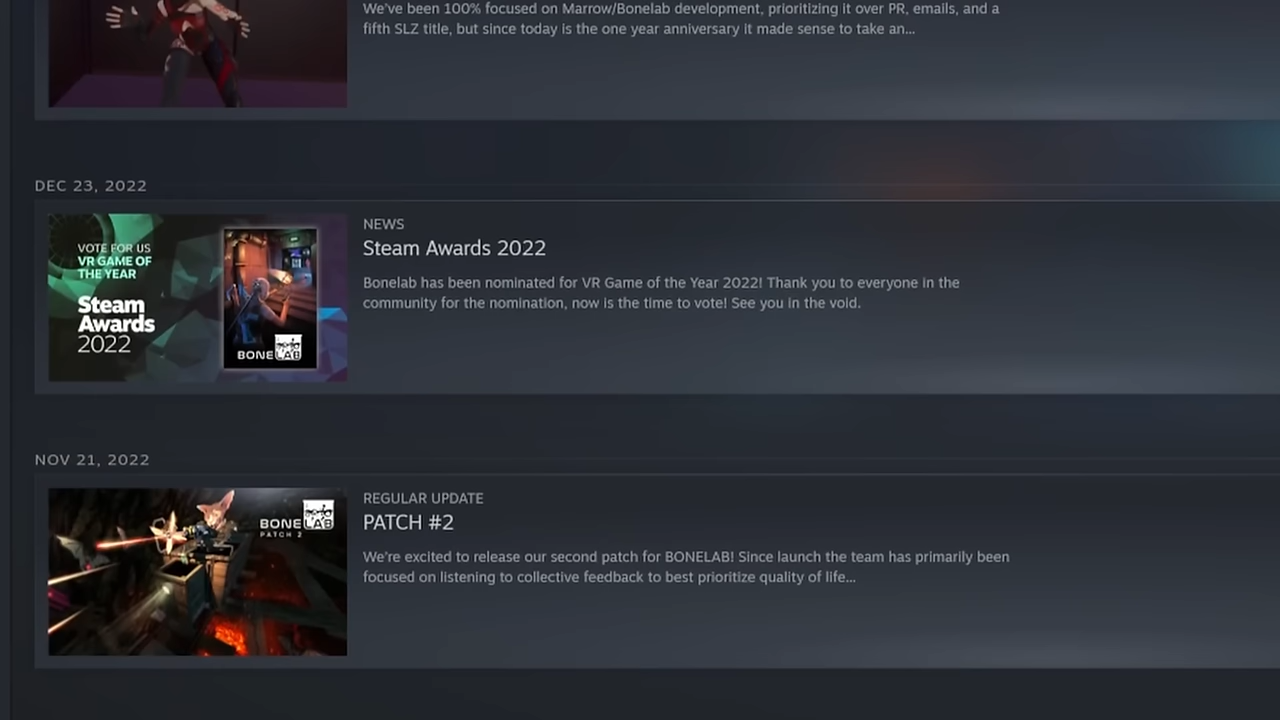 We've been 100% focused on Marrow/Bonelab development, prioritizing it over PR, emails, and a
fifth SLZ title, but since today is the one year anniversary it made sense to take an...
DEC 23, 2022
VOTE FOR US
VR GAME OF
THE YEAR
Steam
Awards
2022
BONELAB
NEWS
Steam Awards 2022
Bonelab has been nominated for VR Game of the Year 2022! Thank you to everyone in the
community for the nomination, now is the time to vote! See you in the void.
NOV 21, 2022
BONELAB
PATCH 2
REGULAR UPDATE
PATCH #2
We're excited to release our second patch for BONELAB! Since launch the team has primarily been
focused on listening to collective feedback to best prioritize quality of life...